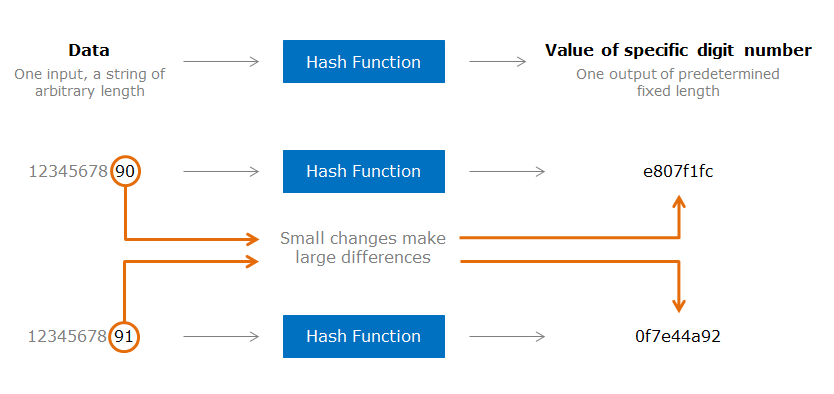 Data
Hash Function
Value of specific digit number
One input, a string of
arbitrary length
One output of predetermined
fixed length
1234567890
Hash Function
e807f1fc
Small changes make
large differences
1234567891
Hash Function
0f7e44a92